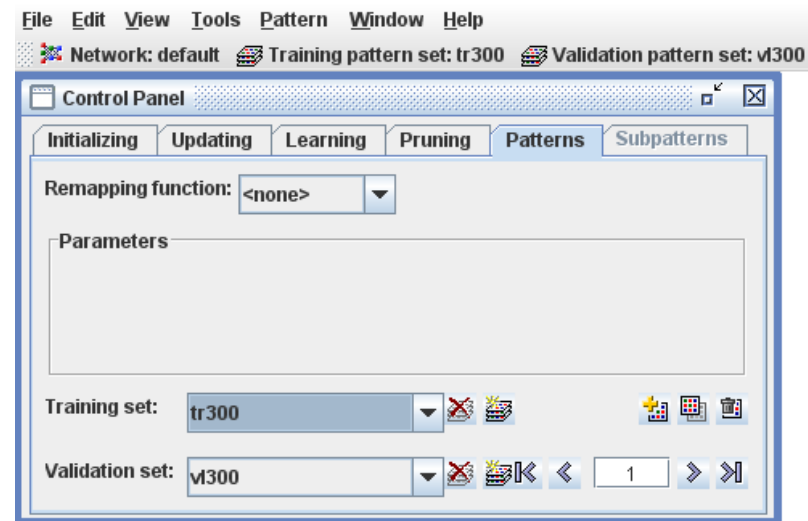 File Edit View Tools Pattern Window Help
Network: default Training pattern set: tr300 Validation pattern set: vl300
Control Panel
Initializing Updating Learning Pruning Patterns Subpatterns
Remapping function: <none>
Parameters
Training set: tr300
Validation set: vl300 1